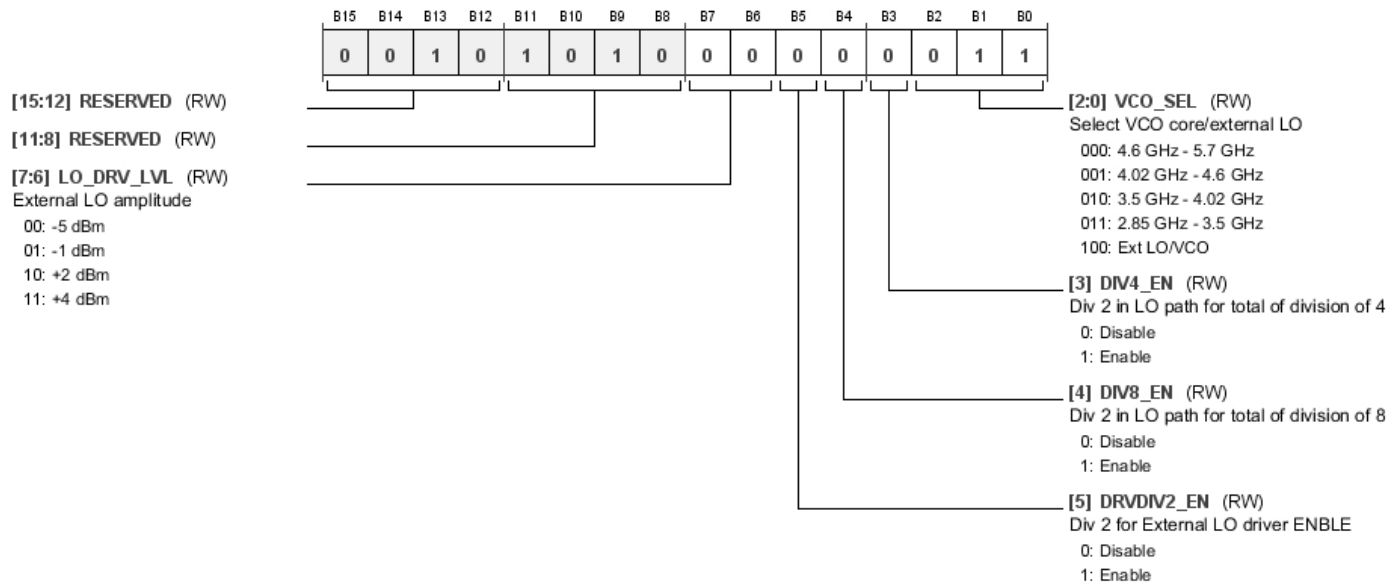 B15 B14 B13 B12 B11 B10 B9 B8 B7 B6 B5 B4 B3 B2 B1 B0
0 0 1 0 1 0 1 0 0 0 0 0 0 0 1 1
[15:12] RESERVED (RW)
[11:8] RESERVED (RW)
[7:6] LO_DRV_LVL (RW)
External LO amplitude
00: -5 dBm
01: -1 dBm
10: +2 dBm
11: +4 dBm
[2:0] VCO_SEL (RW)
Select VCO core/external LO
000: 4.6 GHz - 5.7 GHz
001: 4.02 GHz - 4.6 GHz
010: 3.5 GHz - 4.02 GHz
011: 2.85 GHz - 3.5 GHz
100: Ext LO/VCO
[3] DIV4_EN (RW)
Div 2 in LO path for total of division of 4
0: Disable
1: Enable
[4] DIV8_EN (RW)
Div 2 in LO path for total of division of 8
0: Disable
1: Enable
[5] DRVDIV2_EN (RW)
Div 2 for External LO driver ENBLE
0: Disable
1: Enable